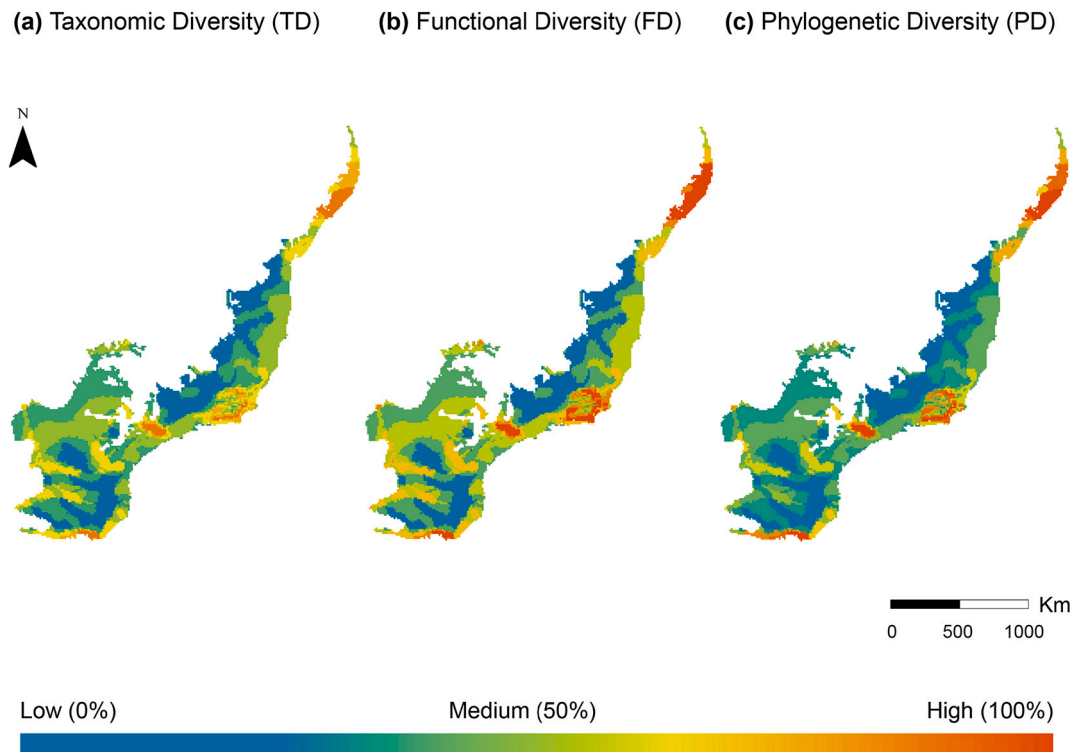 (a) Taxonomic Diversity (TD)
(b) Functional Diversity (FD)
(c) Phylogenetic Diversity (PD)
N
Km
0 500 1000
Low (0%) Medium (50%) High (100%)